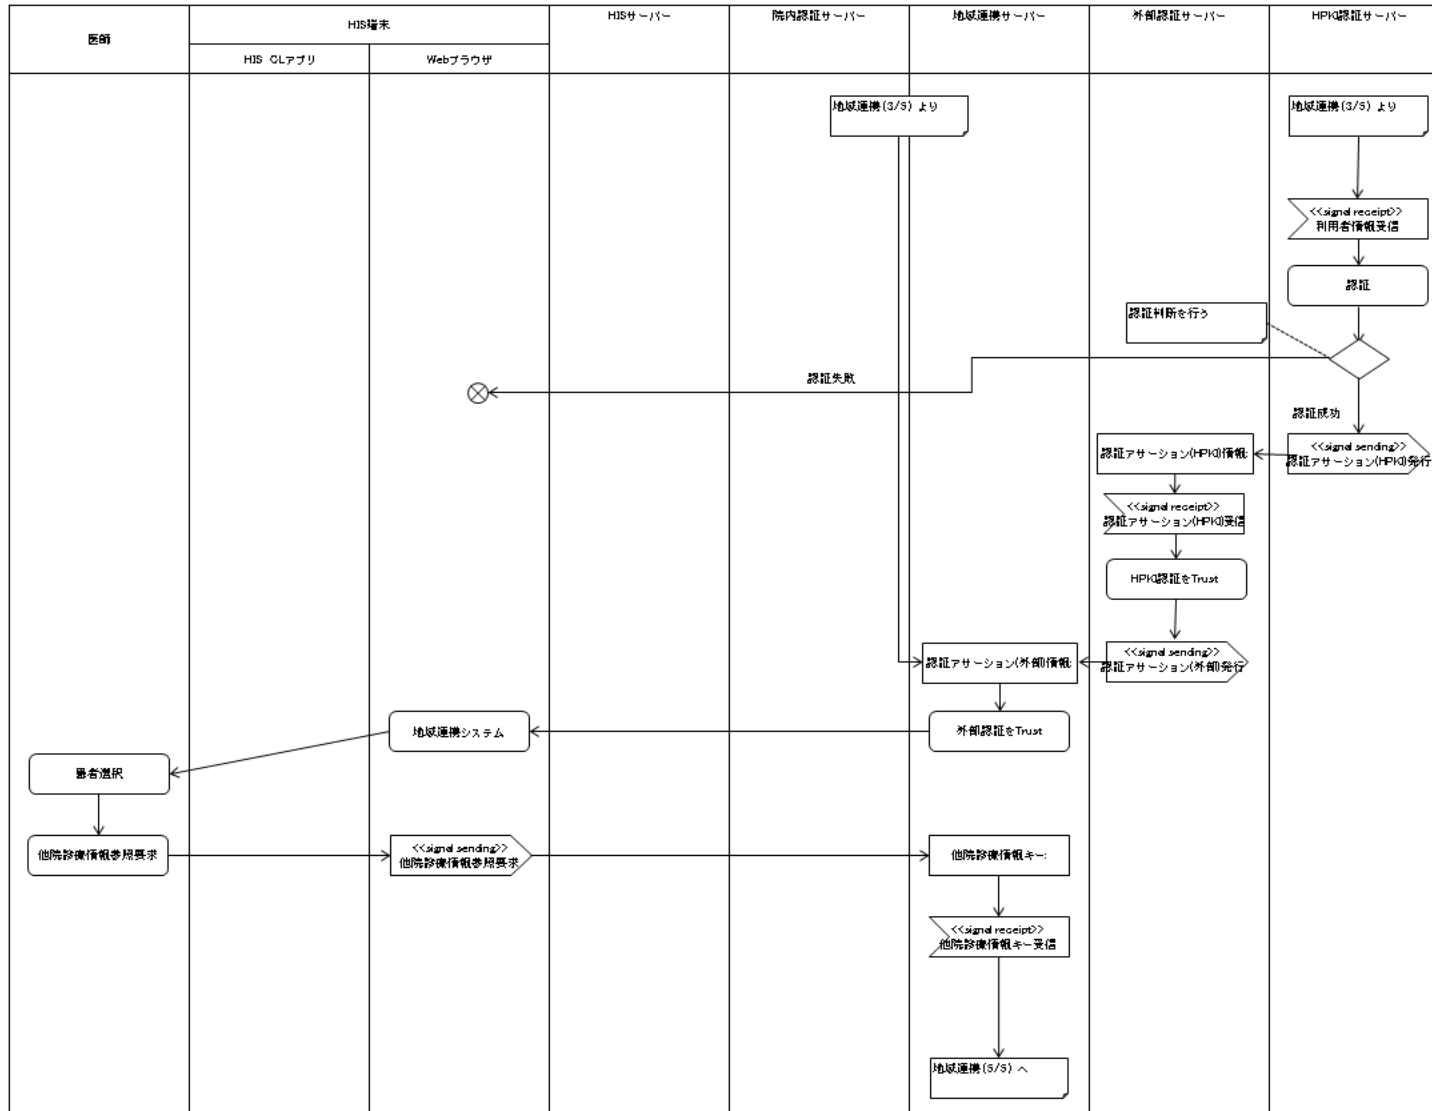 医師
HIS端末
HISサーバー
院内認証サーバー
地域連携サーバー
外部認証サーバー
HPKI認証サーバー
HIS CLアプリ
Webブラウザ
地域連携(3/5) より
地域連携(3/5) より
<<signal receipt>>
利用者情報受信
認証
認証判断を行う
認証失敗
認証成功
認証アサーション(HPKI)情報:
<<signal sending>>
認証アサーション(HPKI)発行
<<signal receipt>>
認証アサーション(HPKI)受信
HPKI認証をTrust
認証アサーション(外部)情報:
<<signal sending>>
認証アサーション(外部)発行
地域連携システム
外部認証をTrust
患者選択
他院診療情報参照要求
<<signal sending>>
他院診療情報参照要求
他院診療情報キー:
<<signal receipt>>
他院診療情報キー受信
地域連携(5/5) へ